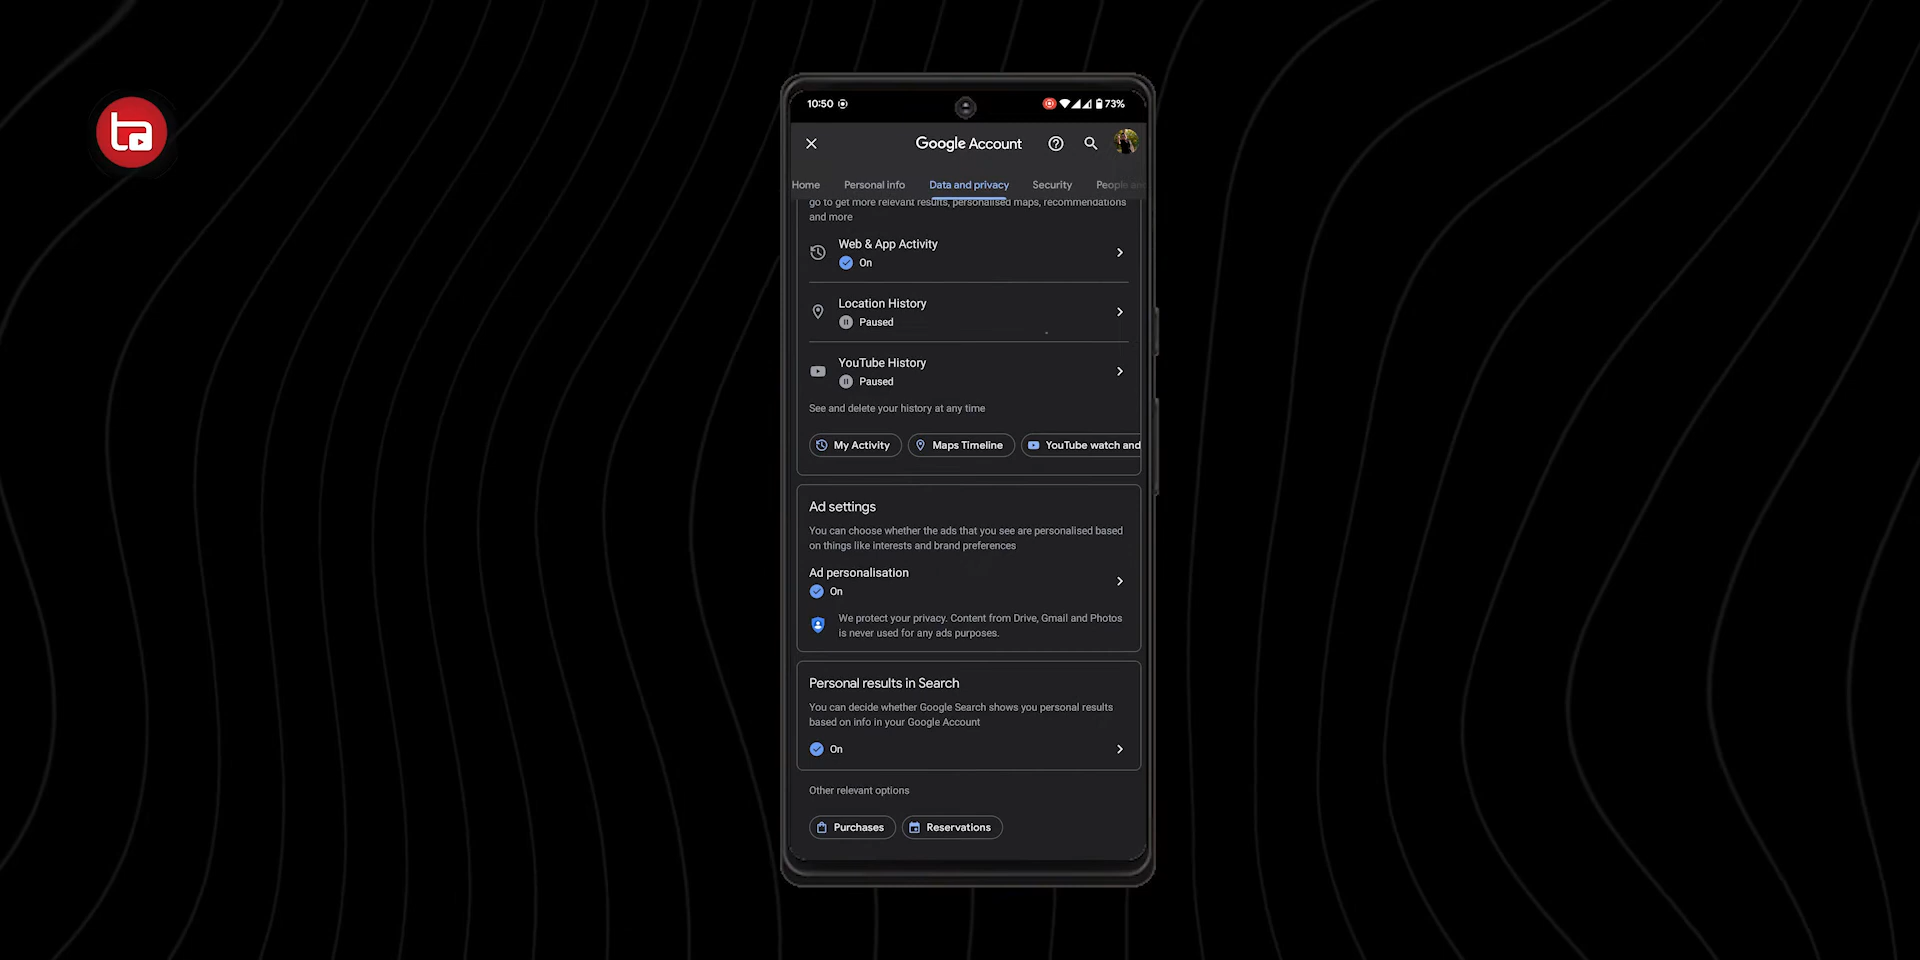 ta
10:50
73%
Google Account
Home Personal info Data and privacy Security People an
go to get more relevant results, personalised maps, recommendations
and more
Web & App Activity
On
Location History
Paused
YouTube History
Paused
See and delete your history at any time
My Activity Maps Timeline YouTube watch and
Ad settings
You can choose whether the ads that you see are personalised based
on things like interests and brand preferences
Ad personalisation
On
We protect your privacy. Content from Drive, Gmail and Photos
is never used for any ads purposes.
Personal results in Search
You can decide whether Google Search shows you personal results
based on info in your Google Account
On
Other relevant options
Purchases Reservations